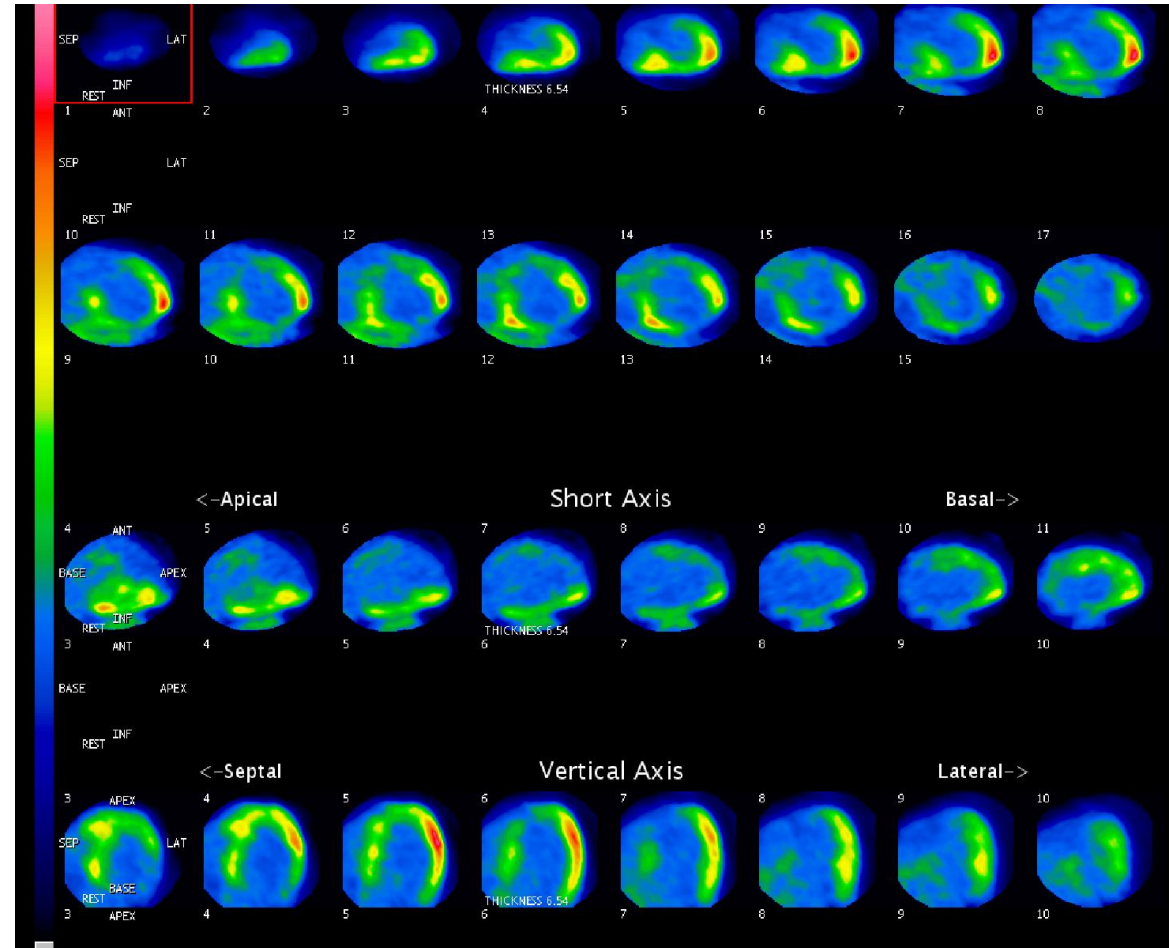 SEP LAT
INF
REST THICKNESS 6.54
1 2 3 4 5 6 7 8
ANT
SEP LAT
INF
REST
10 11 12 13 14 15 16 17
9 10 11 12 13 14 15
<-Apical Short Axis Basal->
4 ANT 5 6 7 8 9 10 11
BASE APEX
INF
REST THICKNESS 6.54
3 ANT 4 5 6 7 8 9 10
BASE APEX
INF
REST
<-Septal Vertical Axis Lateral->
3 APEX 4 5 6 7 8 9 10
SEP LAT
BASE
REST THICKNESS 6.54
3 APEX 4 5 6 7 8 9 10